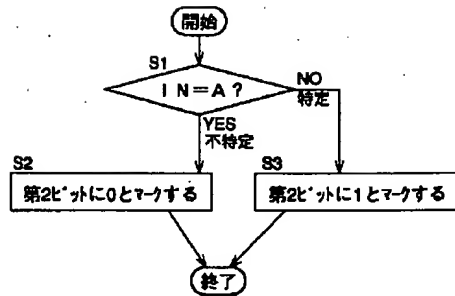 開始
S1
IN=A?
NO
特定
YES
不特定
S2
第2ビットに0とマークする
S3
第2ビットに1とマークする
終了